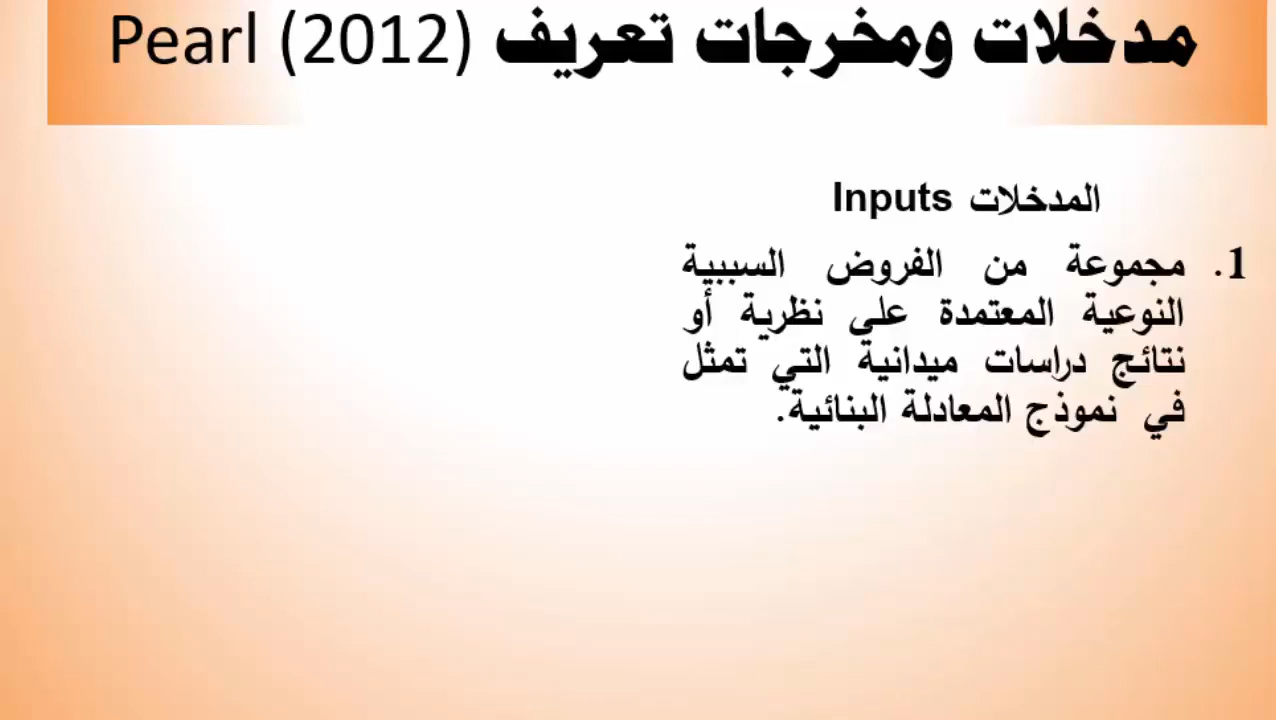 مدخلات ومخرجات تعريف Pearl (2012)
المدخلات Inputs
1. مجموعة من الفروض السببية
النوعية المعتمدة على نظرية أو
نتائج دراسات ميدانية التي تمثل
في نموذج المعادلة البنائية.